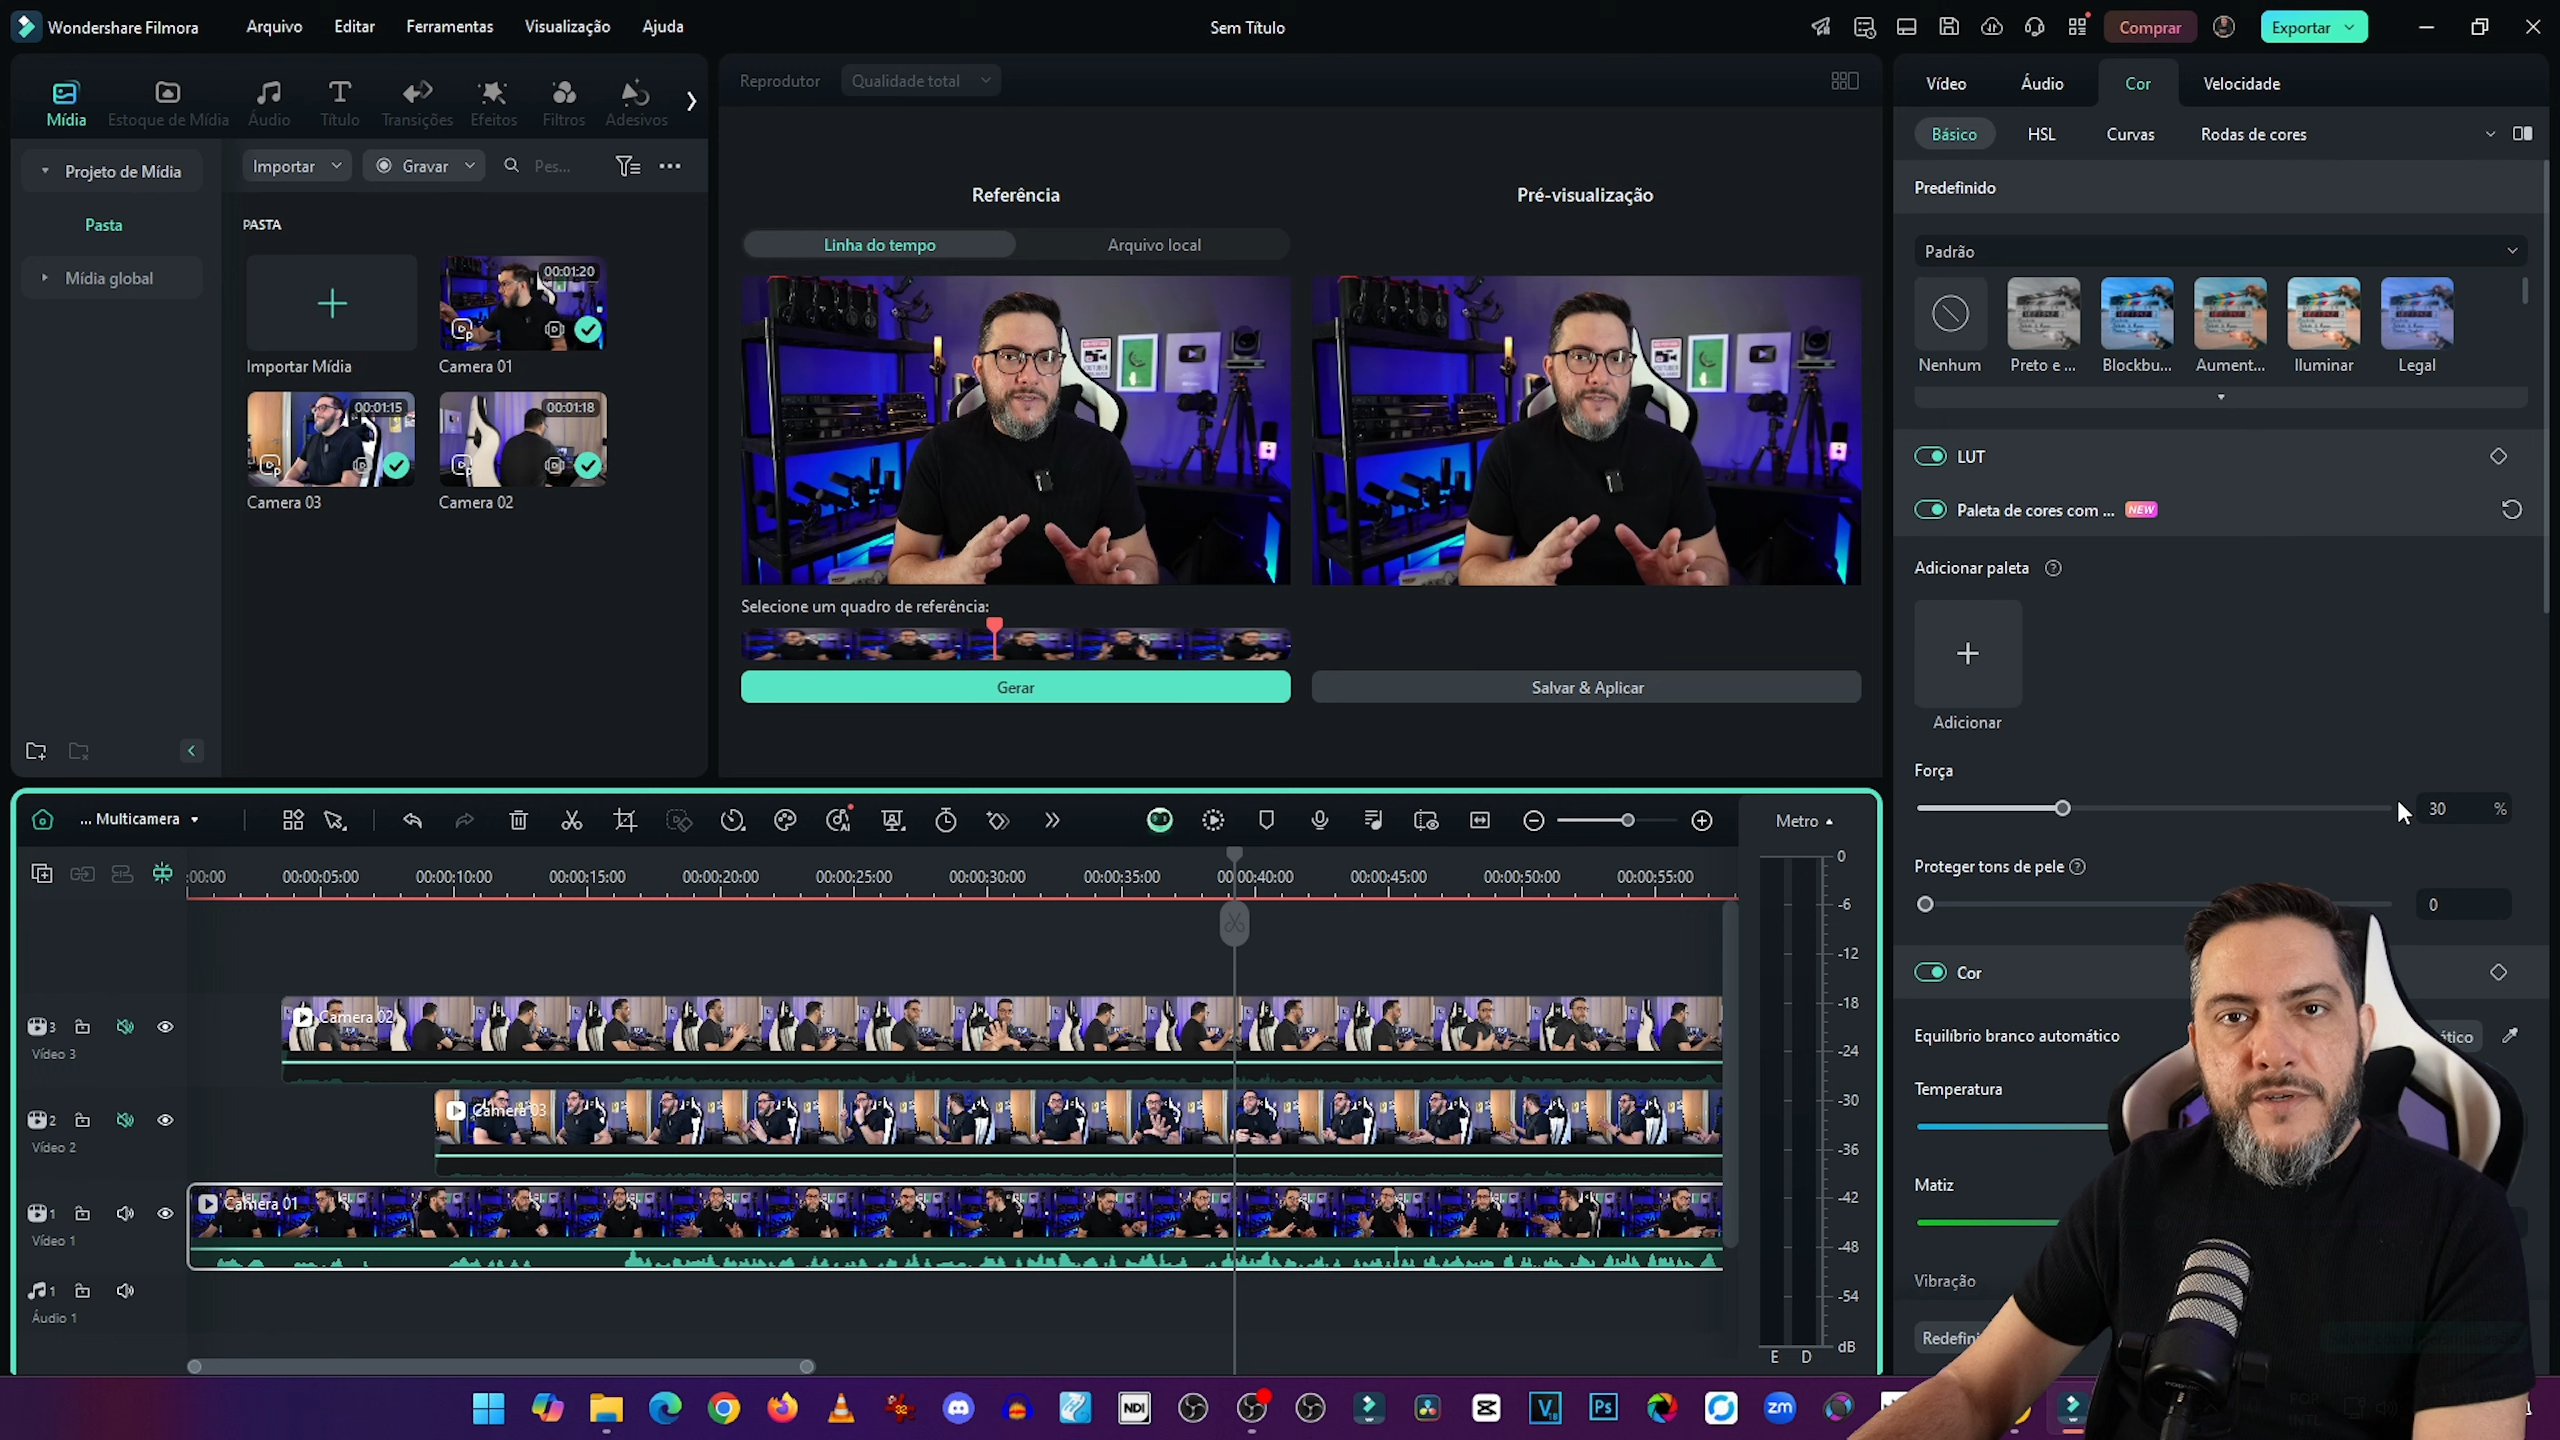 Wondershare Filmora
Arquivo
Editar
Ferramentas
Visualização
Ajuda
Sem Título
Comprar
Exportar
Mídia
Estoque de Mídia
Áudio
Título
Transições
Efeitos
Filtros
Adesivos
Projeto de Mídia
Importar
Gravar
Pes...
Pasta
Mídia global
PASTA
Importar Mídia
00:01:20
Camera 01
00:01:15
Camera 03
00:01:18
Camera 02
Reprodutor
Qualidade total
Referência
Pré-visualização
Linha do tempo
Arquivo local
Selecione um quadro de referência:
Gerar
Salvar & Aplicar
Vídeo
Áudio
Cor
Velocidade
Básico
HSL
Curvas
Rodas de cores
Predefinido
Padrão
Nenhum
Preto e ...
Blockbu...
Aument...
Iluminar
Legal
LUT
Paleta de cores com ...
NEW
Adicionar paleta
Adicionar
Força
30 %
Proteger tons de pele
0
Cor
Equilíbrio branco automático
Temperatura
Matiz
Vibração
... Multicamera
Metro
:00:00
00:00:05:00
00:00:10:00
00:00:15:00
00:00:20:00
00:00:25:00
00:00:30:00
00:00:35:00
00:00:40:00
00:00:45:00
00:00:50:00
00:00:55:00
3
Vídeo 3
Camera 02
2
Vídeo 2
Camera 03
1
Vídeo 1
Camera 01
1
Áudio 1
0
-6
-12
-18
-24
-30
-36
-42
-48
-54
dB
E D
NDI
Ps
zm